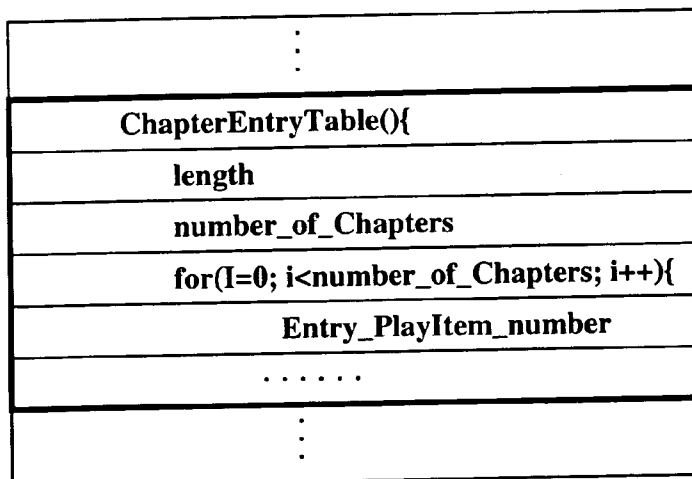 ChapterEntryTable(){
length
number_of_Chapters
for(I=0; i<number_of_Chapters; i++){
Entry_PlayItem_number
. . . . . .